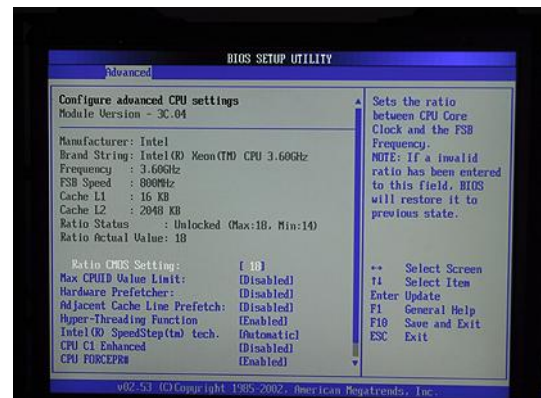 BIOS SETUP UTILITY
Advanced
Configure advanced CPU settings
Module Version - 3C.04
Manufacturer: Intel
Brand String: Intel(R) Xeon(TM) CPU 3.60GHz
Frequency : 3.60GHz
FSB Speed : 800MHz
Cache L1 : 16 KB
Cache L2 : 2048 KB
Ratio Status : Unlocked (Max:18, Min:14)
Ratio Actual Value: 18
Ratio CMOS Setting: [ 18]
Max CPUID Value Limit: [Disabled]
Hardware Prefetcher: [Disabled]
Adjacent Cache Line Prefetch: [Disabled]
Hyper-Threading Function [Enabled]
Intel(R) SpeedStep(tm) tech. [Automatic]
CPU C1 Enhanced [Disabled]
CPU FORCEPR# [Enabled]
Sets the ratio
between CPU Core
Clock and the FSB
Frequency.
NOTE: If a invalid
ratio has been entered
to this field, BIOS
will restore it to
previous state.
↔ Select Screen
↑↓ Select Item
Enter Update
F1 General Help
F10 Save and Exit
ESC Exit
v02.53 (C)Copyright 1985-2002, American Megatrends, Inc.